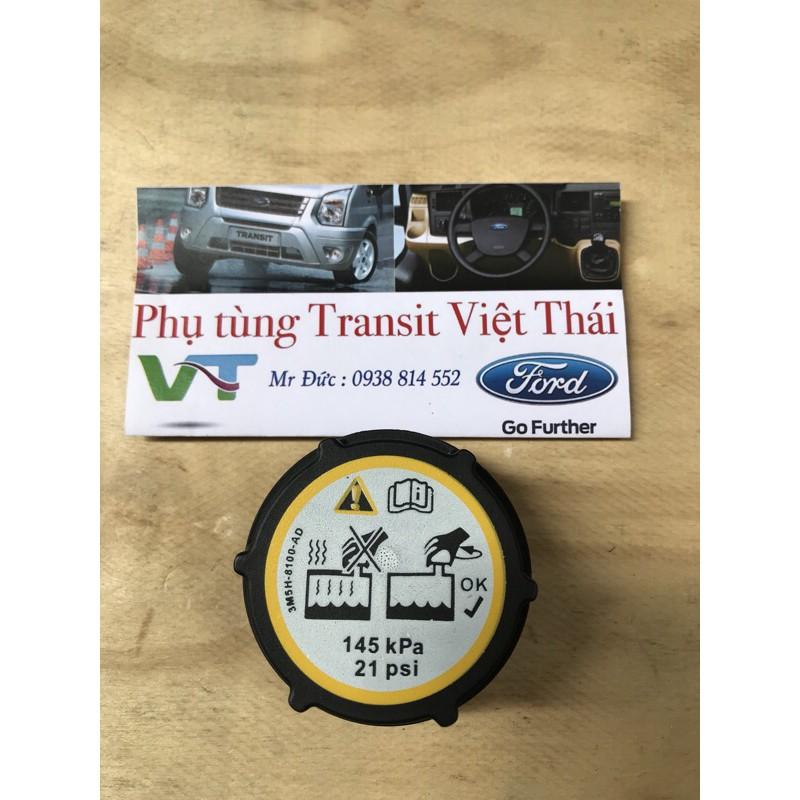 TRANSIT
Ford
Phụ tùng Transit Việt Thái
VT
Mr Đức : 0938 814 552
Ford
Go Further
3M5H-8100-AD
OK
145 kPa
21 psi